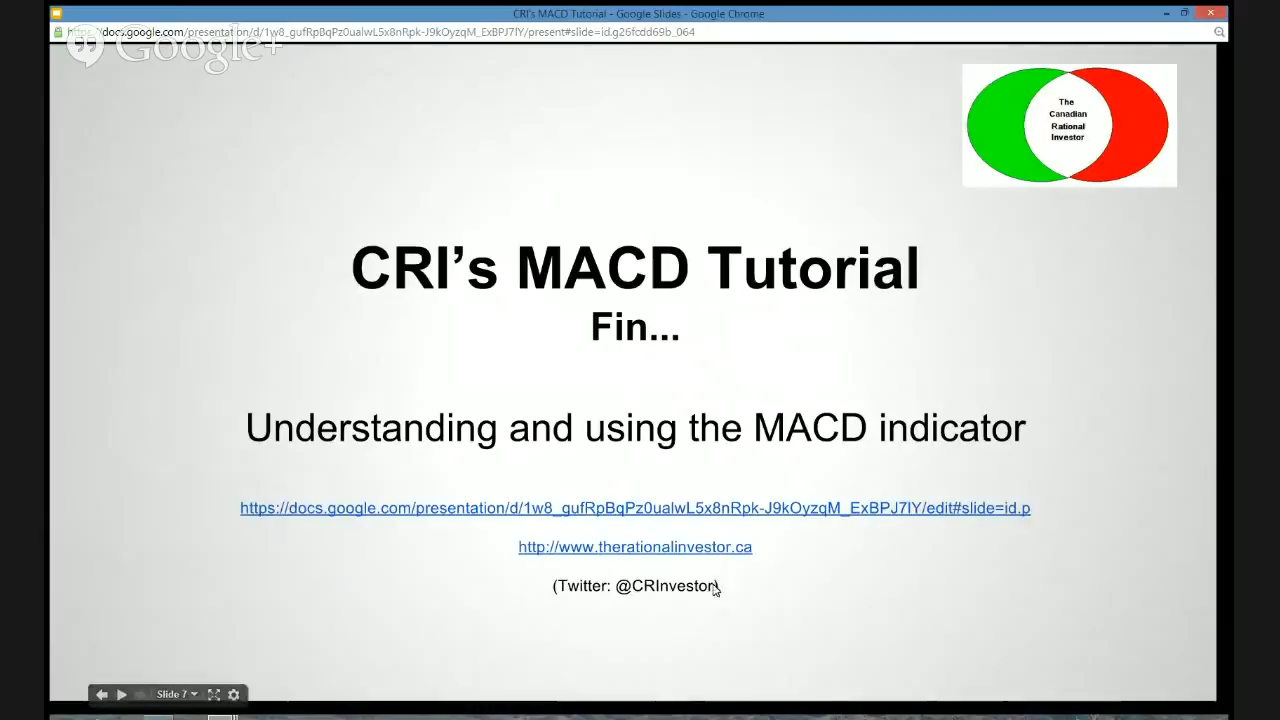 CRI's MACD Tutorial - Google Slides - Google Chrome
https://docs.google.com/presentation/d/1w8_gufRpBqPz0ualwL5x8nRpk-J9kOyzqM_ExBPJ7lY/present#slide=id.g26fcdd69b_064
Google+
The
Canadian
Rational
Investor
CRI’s MACD Tutorial
Fin...
Understanding and using the MACD indicator
https://docs.google.com/presentation/d/1w8_gufRpBqPz0ualwL5x8nRpk-J9kOyzqM_ExBPJ7lY/edit#slide=id.p
http://www.therationalinvestor.ca
(Twitter: @CRInvestor)
Slide 7